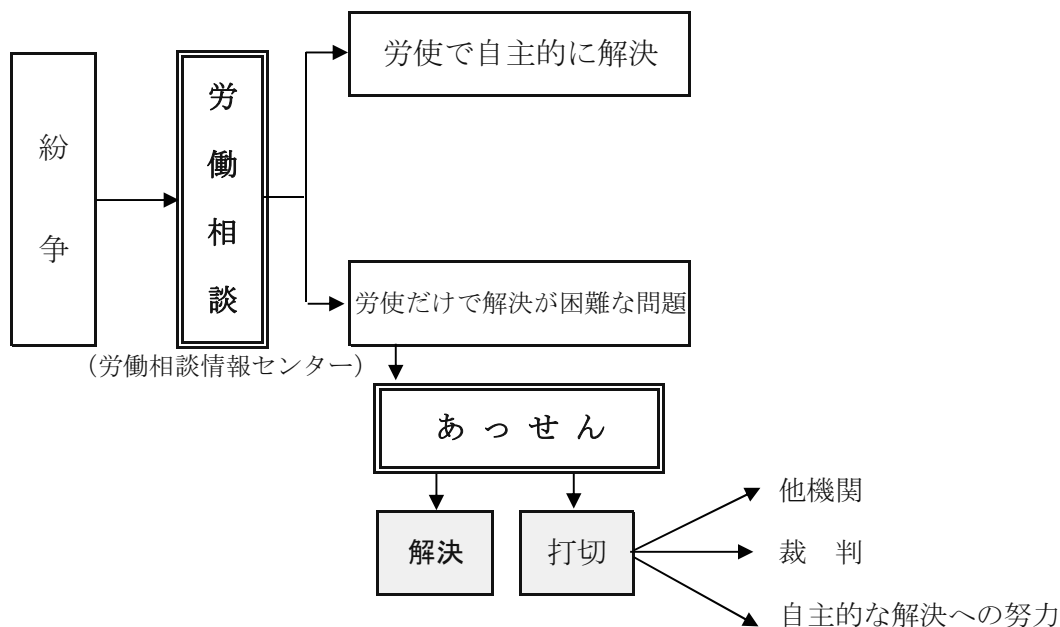 紛争
労働相談
(労働相談情報センター)
労使で自主的に解決
労使だけで解決が困難な問題
あっせん
解決
打切
他機関
裁　判
自主的な解決への努力